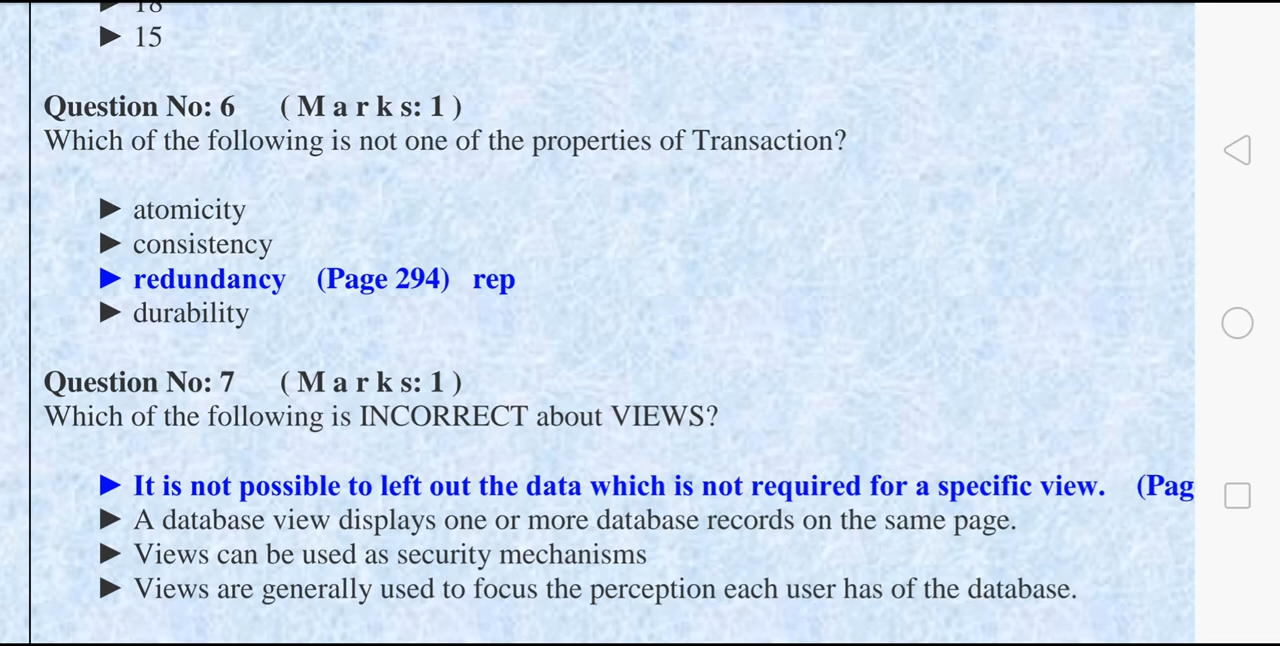 ► 18
► 15
Question No: 6 ( M a r k s: 1 )
Which of the following is not one of the properties of Transaction?
► atomicity
► consistency
► redundancy (Page 294) rep
► durability
Question No: 7 ( M a r k s: 1 )
Which of the following is INCORRECT about VIEWS?
► It is not possible to left out the data which is not required for a specific view. (Pag
► A database view displays one or more database records on the same page.
► Views can be used as security mechanisms
► Views are generally used to focus the perception each user has of the database.